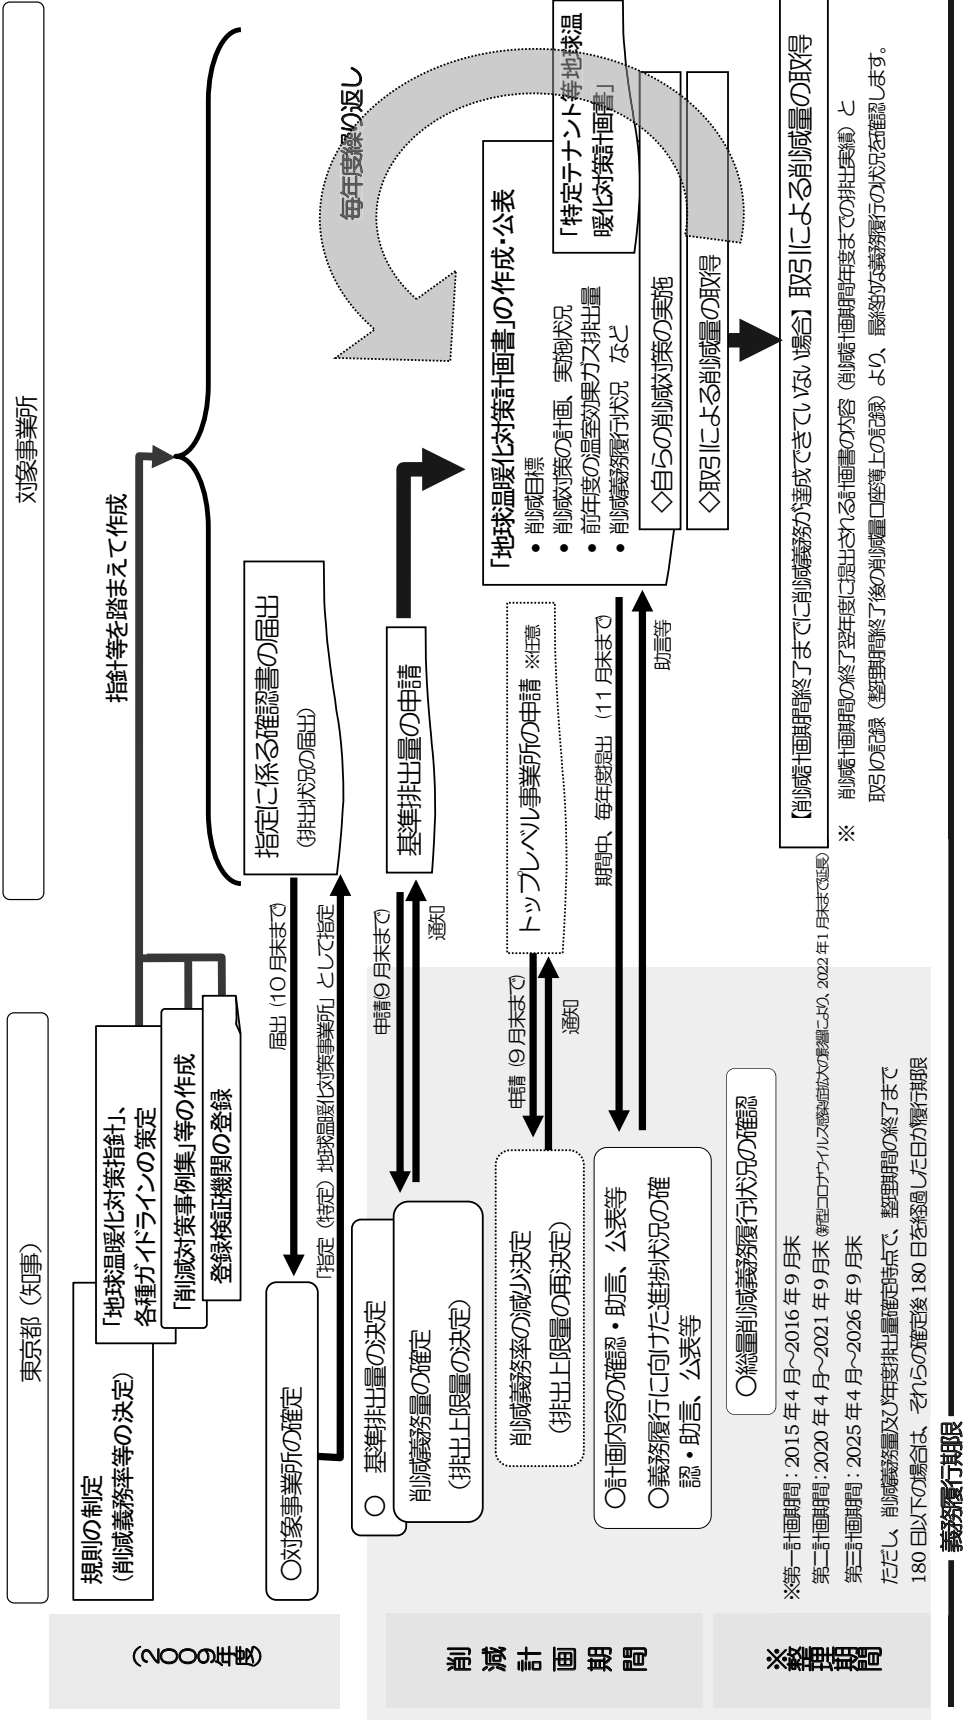 東京都（知事）
対象事業所
（2009年度）
規則の制定
（削減義務率等の決定）
「地球温暖化対策指針」、
各種ガイドラインの策定
「削減対策事例集」等の作成
登録検証機関の登録
指針等を踏まえて作成
指定に係る確認書の届出
（排出状況の届出）
届出（10月末まで）
「指定（特定）地球温暖化対策事業所」として指定
○対象事業所の確定
毎年度繰り返し
削減計画期間
基準排出量の申請
申請（9月末まで）
通知
○ 基準排出量の決定
削減義務量の確定
（排出上限量の決定）
トップレベル事業所の申請 ※任意
申請（9月末まで）
通知
削減義務率の減少決定
（排出上限量の再決定）
「地球温暖化対策計画書」の作成・公表
• 削減目標
• 削減対策の計画、実施状況
• 前年度の温室効果ガス排出量
• 削減義務履行状況 など
「特定テナント等地球温
暖化対策計画書」
◇自らの削減対策の実施
◇取引による削減量の取得
期間中、毎年度提出（11月末まで）
助言等
○計画内容の確認・助言、公表等
○義務履行に向けた進捗状況の確
認・助言、公表等
※整理期間
○総量削減義務履行状況の確認
【削減計画期間終了までに削減義務が達成できていない場合】取引による削減量の取得
※ 削減計画期間の終了翌年度に提出される計画書の内容（削減計画期間年度までの排出実績）と
取引の記録（整理期間終了後の削減量口座簿上の記録）より、最終的な義務履行の状況を確認します。
※第一計画期間：2015年4月～2016年9月末
第二計画期間：2020年4月～2021年9月末（新型コロナウイルス感染症拡大の影響により、2022年1月末まで延長）
第三計画期間：2025年4月～2026年9月末
ただし、削減義務量及び年度排出量確定時点で、整理期間の終了まで
180日以下の場合は、それらの確定後180日を経過した日が履行期限
義務履行期限